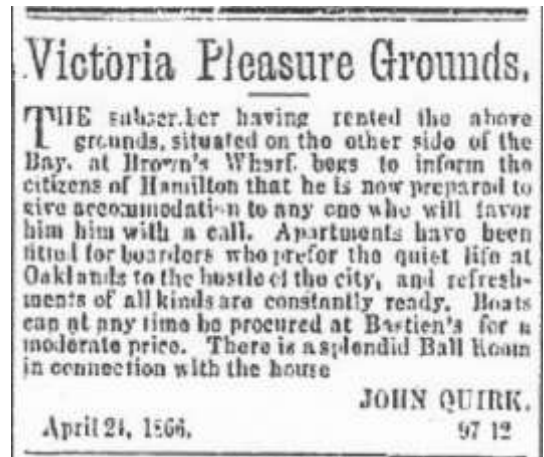 Victoria Pleasure Grounds.
THE subscriber having rented the above
grounds, situated on the other side of the
Bay, at Brown's Wharf, begs to inform the
citizens of Hamilton that he is now prepared to
give accommodation to any one who will favor
him him with a call. Apartments have been
fitted for boarders who prefer the quiet life at
Oaklands to the bustle of the city, and refresh-
ments of all kinds are constantly ready. Boats
can at any time be procured at Bastien's for a
moderate price. There is a splendid Ball Room
in connection with the house
JOHN QUIRK.
April 24, 1866. 97 12